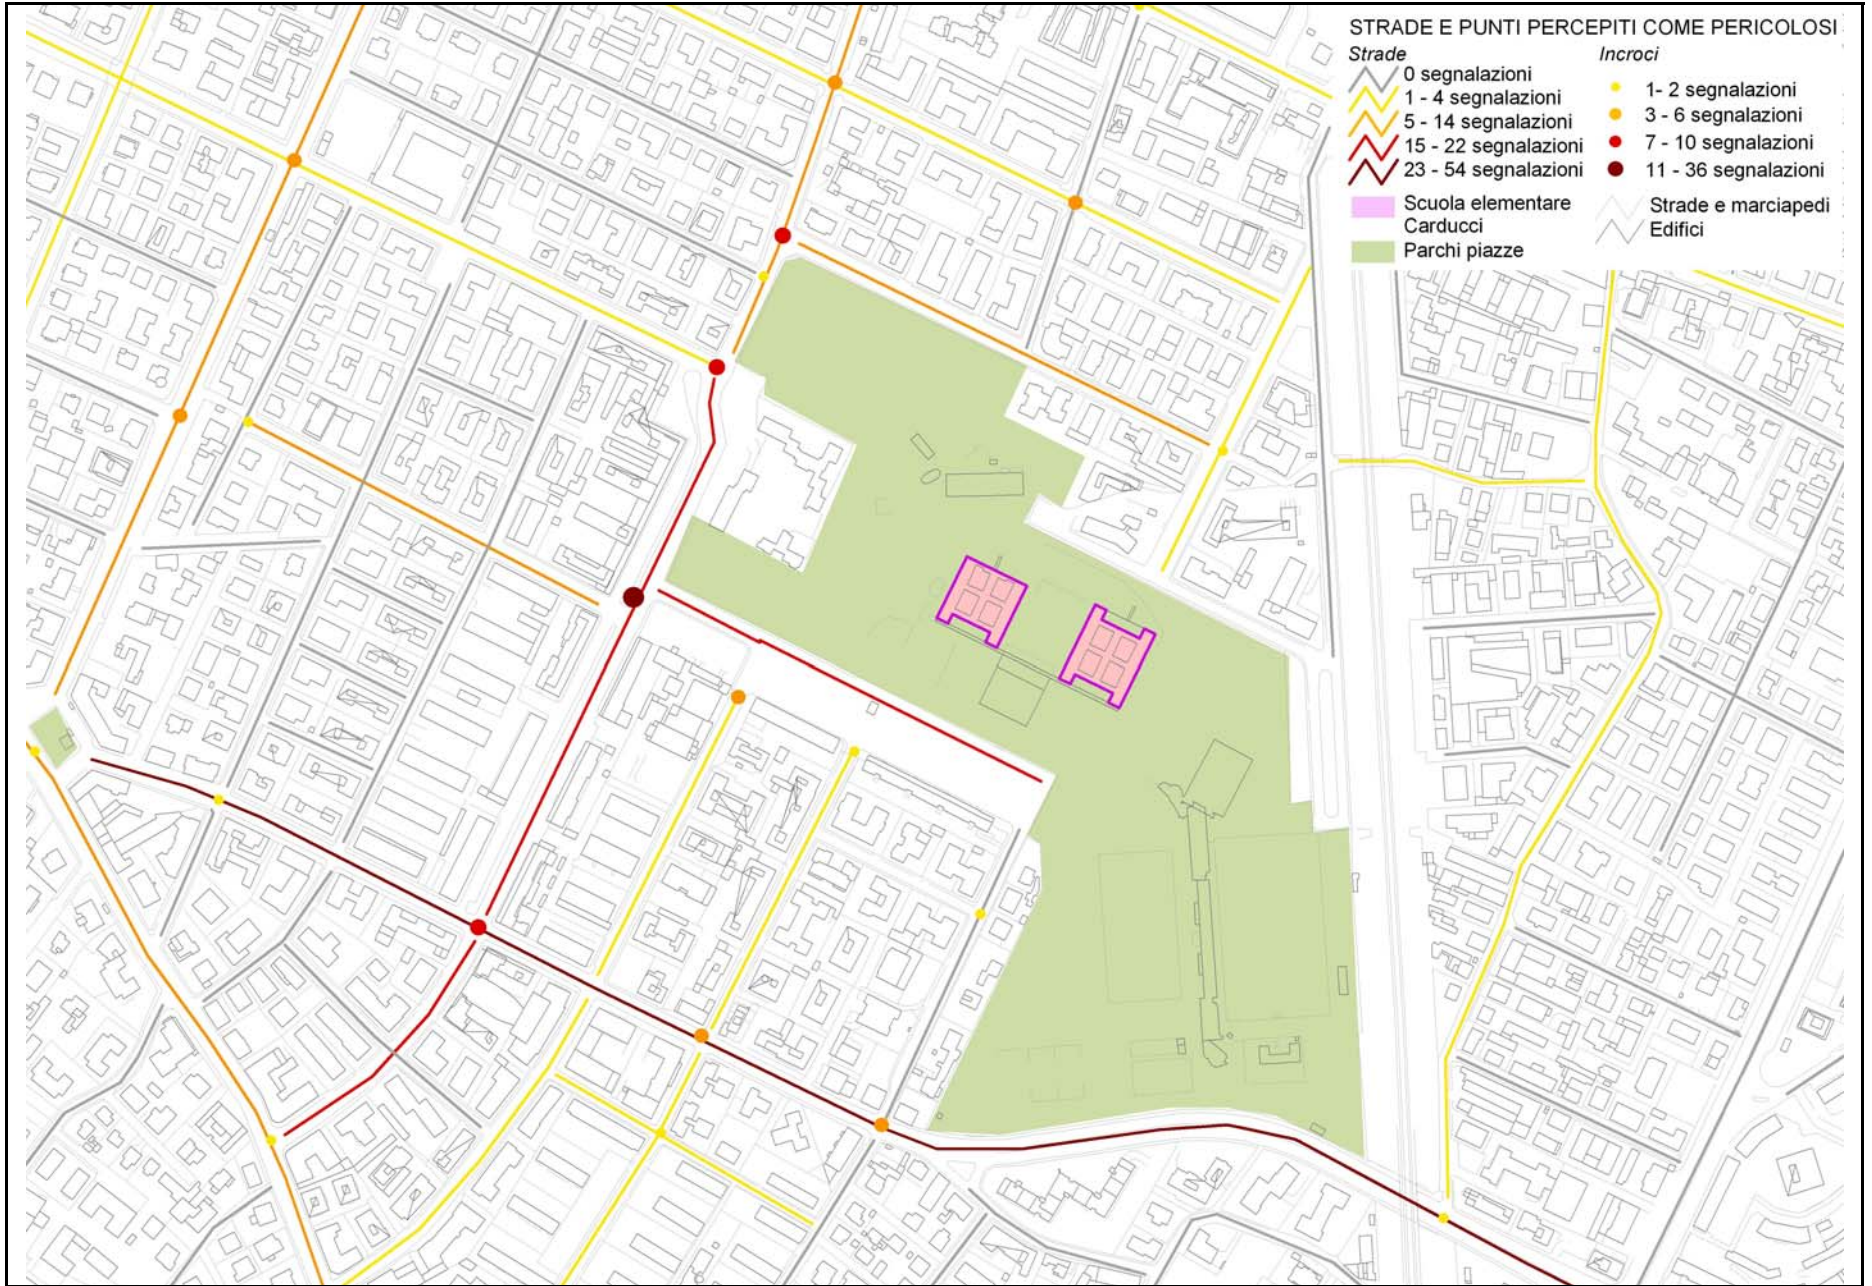 STRADE E PUNTI PERCEPITI COME PERICOLOSI
Strade
0 segnalazioni
1 - 4 segnalazioni
5 - 14 segnalazioni
15 - 22 segnalazioni
23 - 54 segnalazioni
Scuola elementare
Carducci
Parchi piazze
Incroci
1- 2 segnalazioni
3 - 6 segnalazioni
7 - 10 segnalazioni
11 - 36 segnalazioni
Strade e marciapedi
Edifici